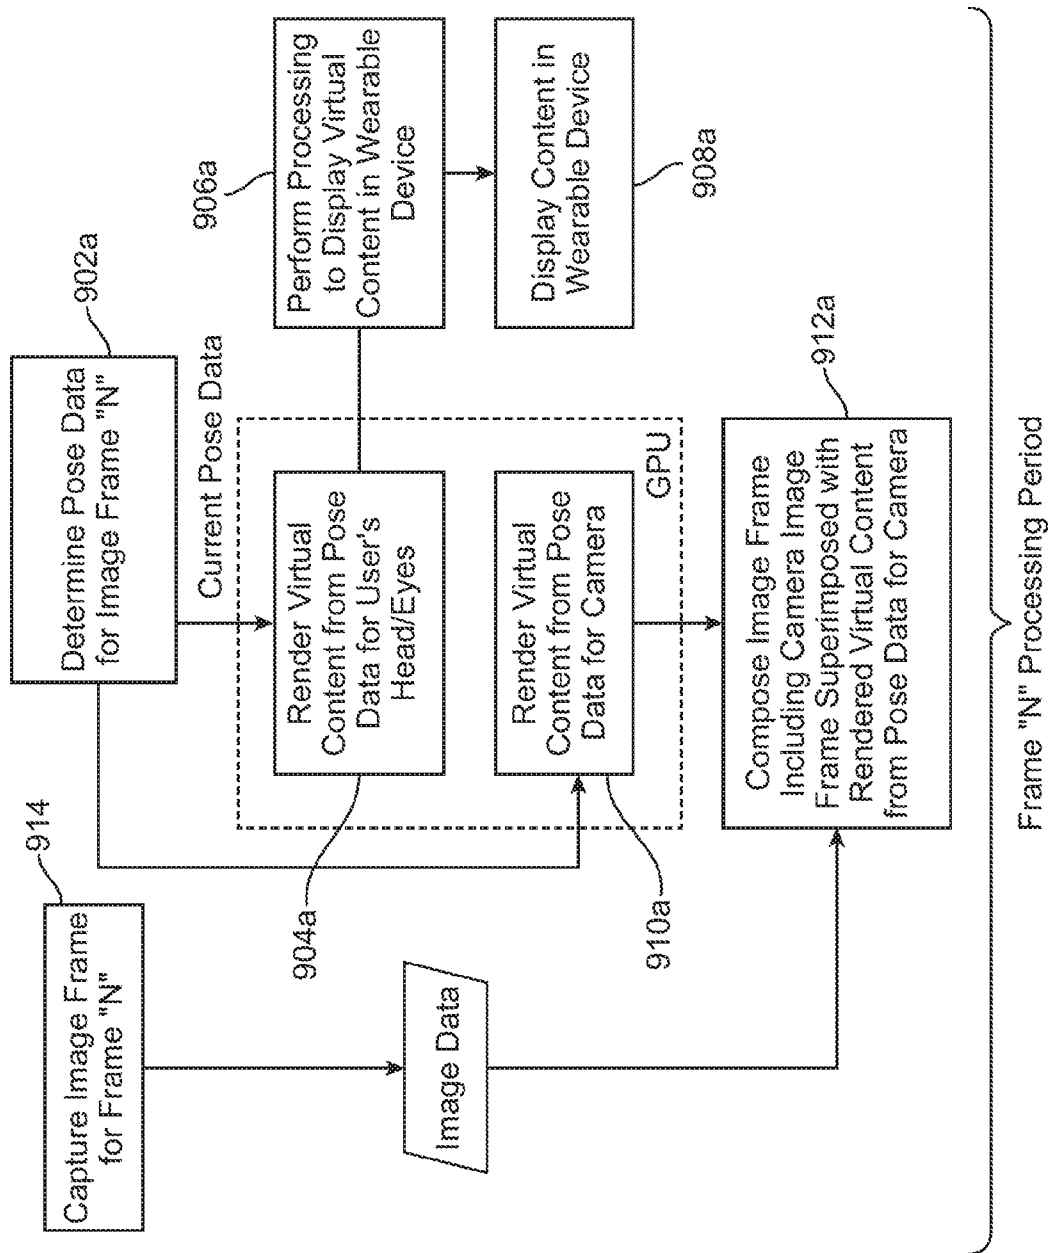 914
Capture Image Frame
for Frame "N"
Image Data
902a
Determine Pose Data
for Image Frame "N"
Current Pose Data
904a
Render Virtual
Content from Pose
Data for User's
Head/Eyes
910a
Render Virtual
Content from Pose
Data for Camera
GPU
906a
Perform Processing
to Display Virtual
Content in Wearable
Device
908a
Display Content in
Wearable Device
912a
Compose Image Frame
Including Camera Image
Frame Superimposed with
Rendered Virtual Content
from Pose Data for Camera
Frame "N" Processing Period